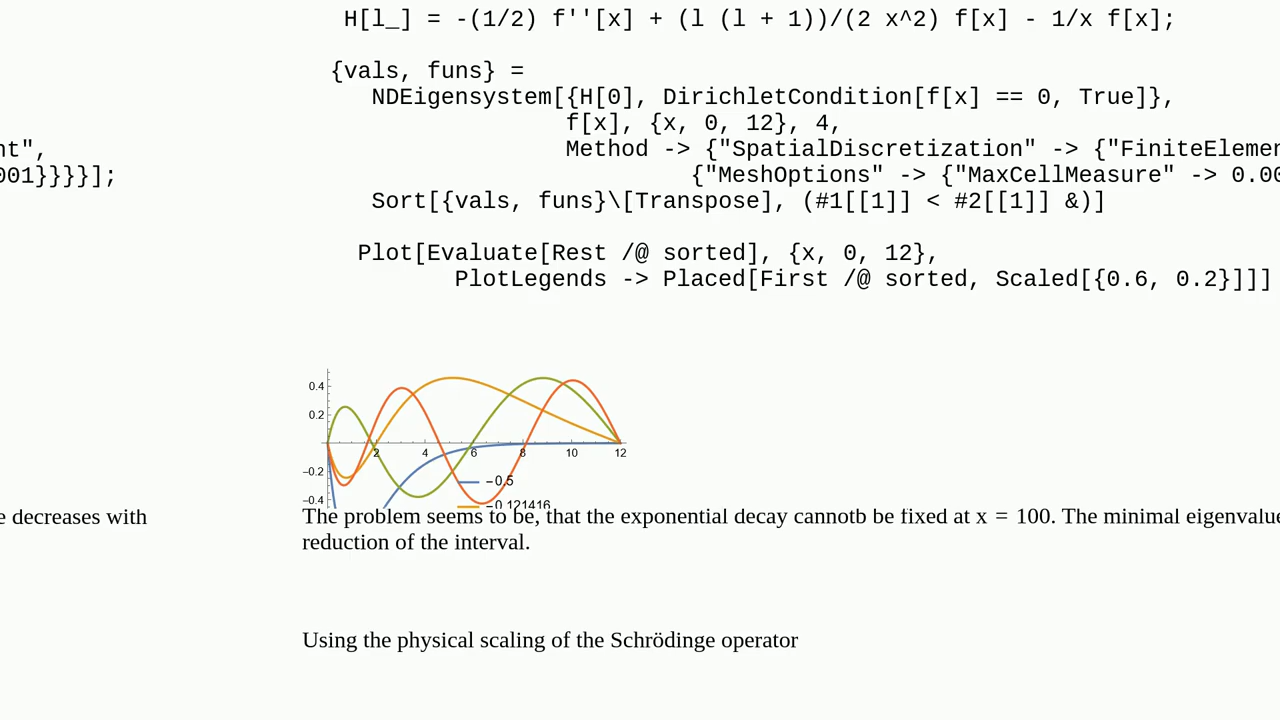 H[l_] = -(1/2) f''[x] + (l (l + 1))/(2 x^2) f[x] - 1/x f[x];
{vals, funs} =
NDEigensystem[{H[0], DirichletCondition[f[x] == 0, True]},
f[x], {x, 0, 12}, 4,
nt",
Method -> {"SpatialDiscretization" -> {"FiniteElemen
001}}}}];
{"MeshOptions" -> {"MaxCellMeasure" -> 0.00
Sort[{vals, funs}\[Transpose], (#1[[1]] < #2[[1]] &)]
Plot[Evaluate[Rest /@ sorted], {x, 0, 12},
PlotLegends -> Placed[First /@ sorted, Scaled[{0.6, 0.2}]]]
0.4
0.2
2 4 6 8 10 12
-0.2
-0.5
-0.4
-0.121416
e decreases with
The problem seems to be, that the exponential decay cannotb be fixed at x = 100. The minimal eigenvalue
reduction of the interval.
Using the physical scaling of the Schrödinge operator